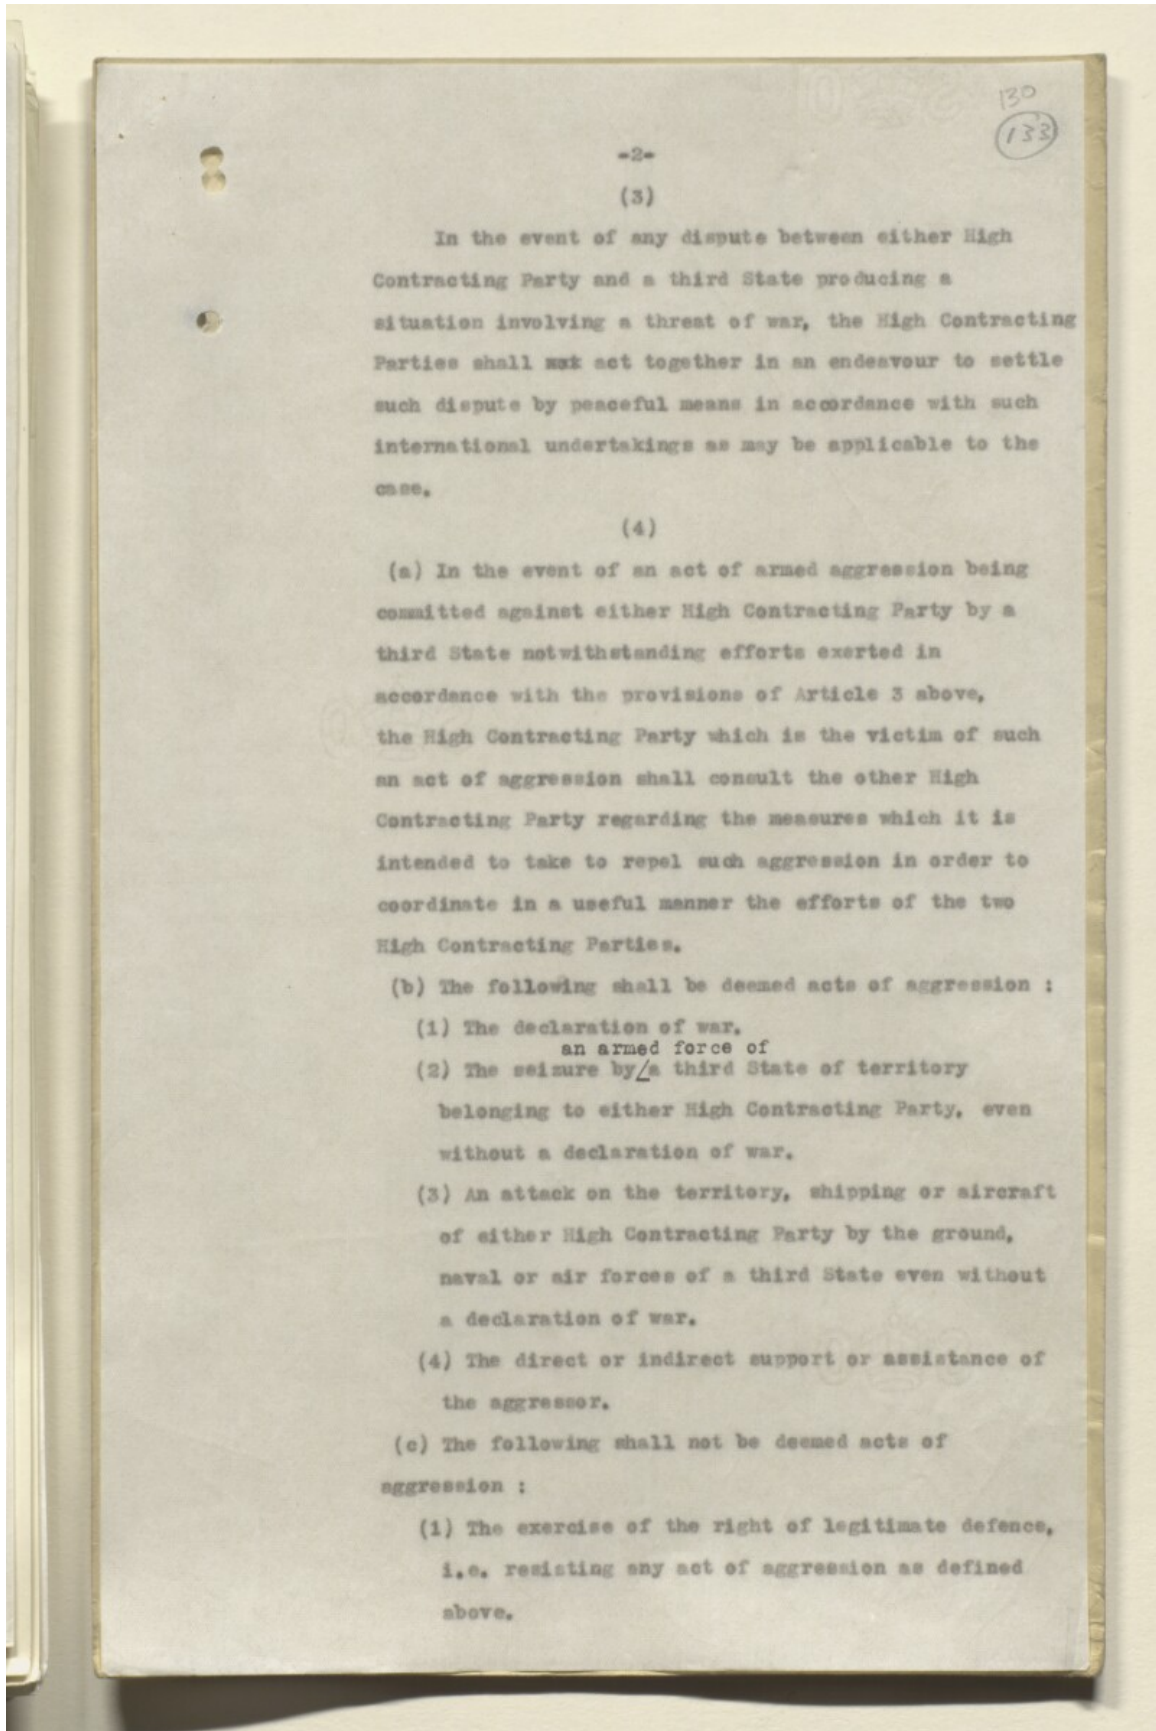 130
133
-2-
(3)
In the event of any dispute between either High
Contracting Party and a third State producing a
situation involving a threat of war, the High Contracting
Parties shall act together in an endeavour to settle
such dispute by peaceful means in accordance with such
international undertakings as may be applicable to the
case.
(4)
(a) In the event of an act of armed aggression being
committed against either High Contracting Party by a
third State notwithstanding efforts exerted in
accordance with the provisions of Article 3 above,
the High Contracting Party which is the victim of such
an act of aggression shall consult the other High
Contracting Party regarding the measures which it is
intended to take to repel such aggression in order to
coordinate in a useful manner the efforts of the two
High Contracting Parties.
(b) The following shall be deemed acts of aggression :
(1) The declaration of war.
an armed force of
(2) The seizure by/a third State of territory
belonging to either High Contracting Party, even
without a declaration of war.
(3) An attack on the territory, shipping or aircraft
of either High Contracting Party by the ground,
naval or air forces of a third State even without
a declaration of war.
(4) The direct or indirect support or assistance of
the aggressor.
(c) The following shall not be deemed acts of
aggression :
(1) The exercise of the right of legitimate defence,
i.e. resisting any act of aggression as defined
above.